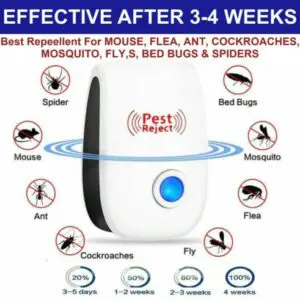 EFFECTIVE AFTER 3-4 WEEKS
Best Repeellent For MOUSE, FLEA, ANT, COCKROACHES,
MOSQUITO, FLY,S, BED BUGS & SPIDERS
Spider
Bed Bugs
Pest
Reject
Mouse
Mosquito
Ant
Flea
Cockroaches
Fly
20% 50% 80% 100%
3-5 days 1-2 weeks 2-3 weeks 4 weeks